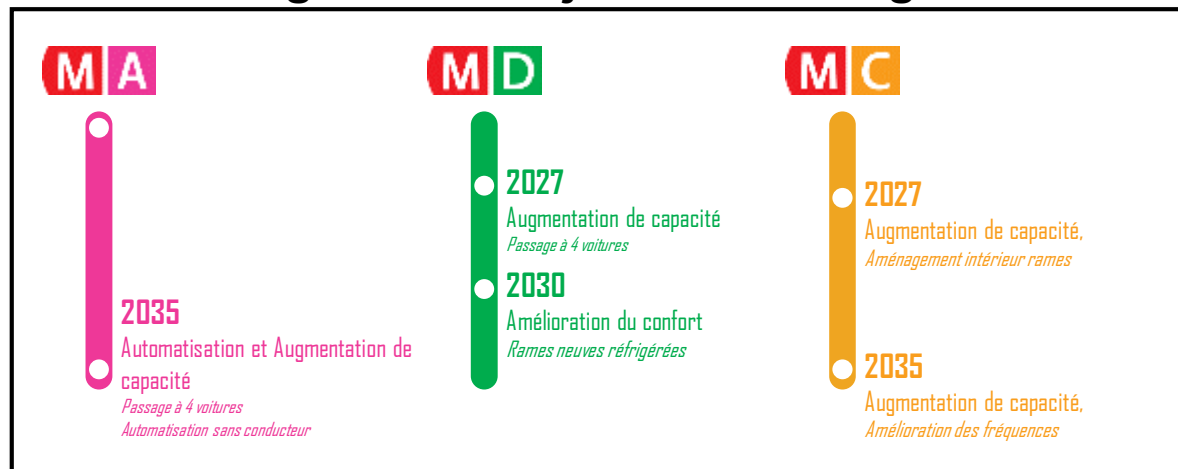 M A
2035
Automatisation et Augmentation de
capacité
Passage à 4 voitures
Automatisation sans conducteur
M D
2027
Augmentation de capacité
Passage à 4 voitures
2030
Amélioration du confort
Rames neuves réfrigérées
M C
2027
Augmentation de capacité,
Aménagement intérieur rames
2035
Augmentation de capacité,
Amélioration des fréquences